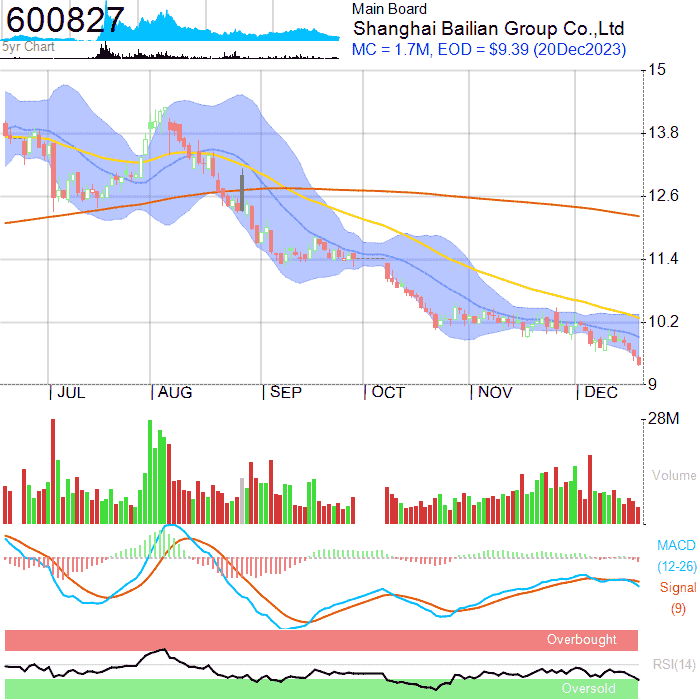 600827
5yr Chart
Main Board
Shanghai Bailian Group Co.,Ltd
MC = 1.7M, EOD = $9.39 (20Dec2023)
15
13.8
12.6
11.4
10.2
9
JUL AUG SEP OCT NOV DEC
28M
Volume
MACD
(12-26)
Signal
(9)
Overbought
RSI(14)
Oversold